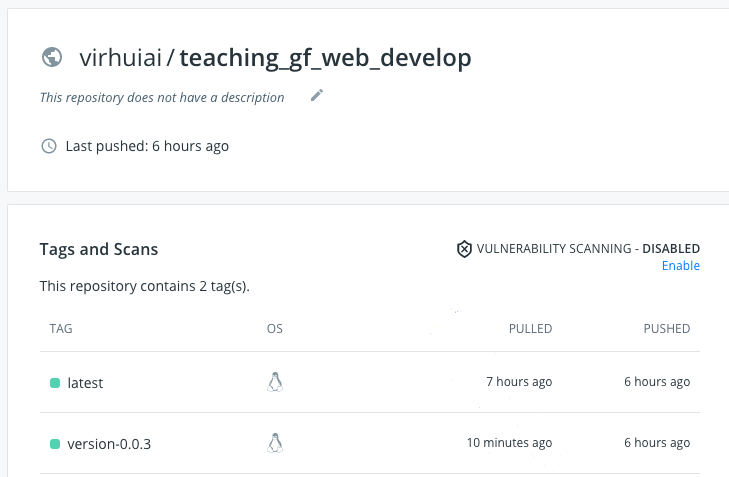 virhuiai / teaching_gf_web_develop
This repository does not have a description
Last pushed: 6 hours ago
Tags and Scans
VULNERABILITY SCANNING - DISABLED
Enable
This repository contains 2 tag(s).
TAG OS PULLED PUSHED
latest 7 hours ago 6 hours ago
version-0.0.3 10 minutes ago 6 hours ago